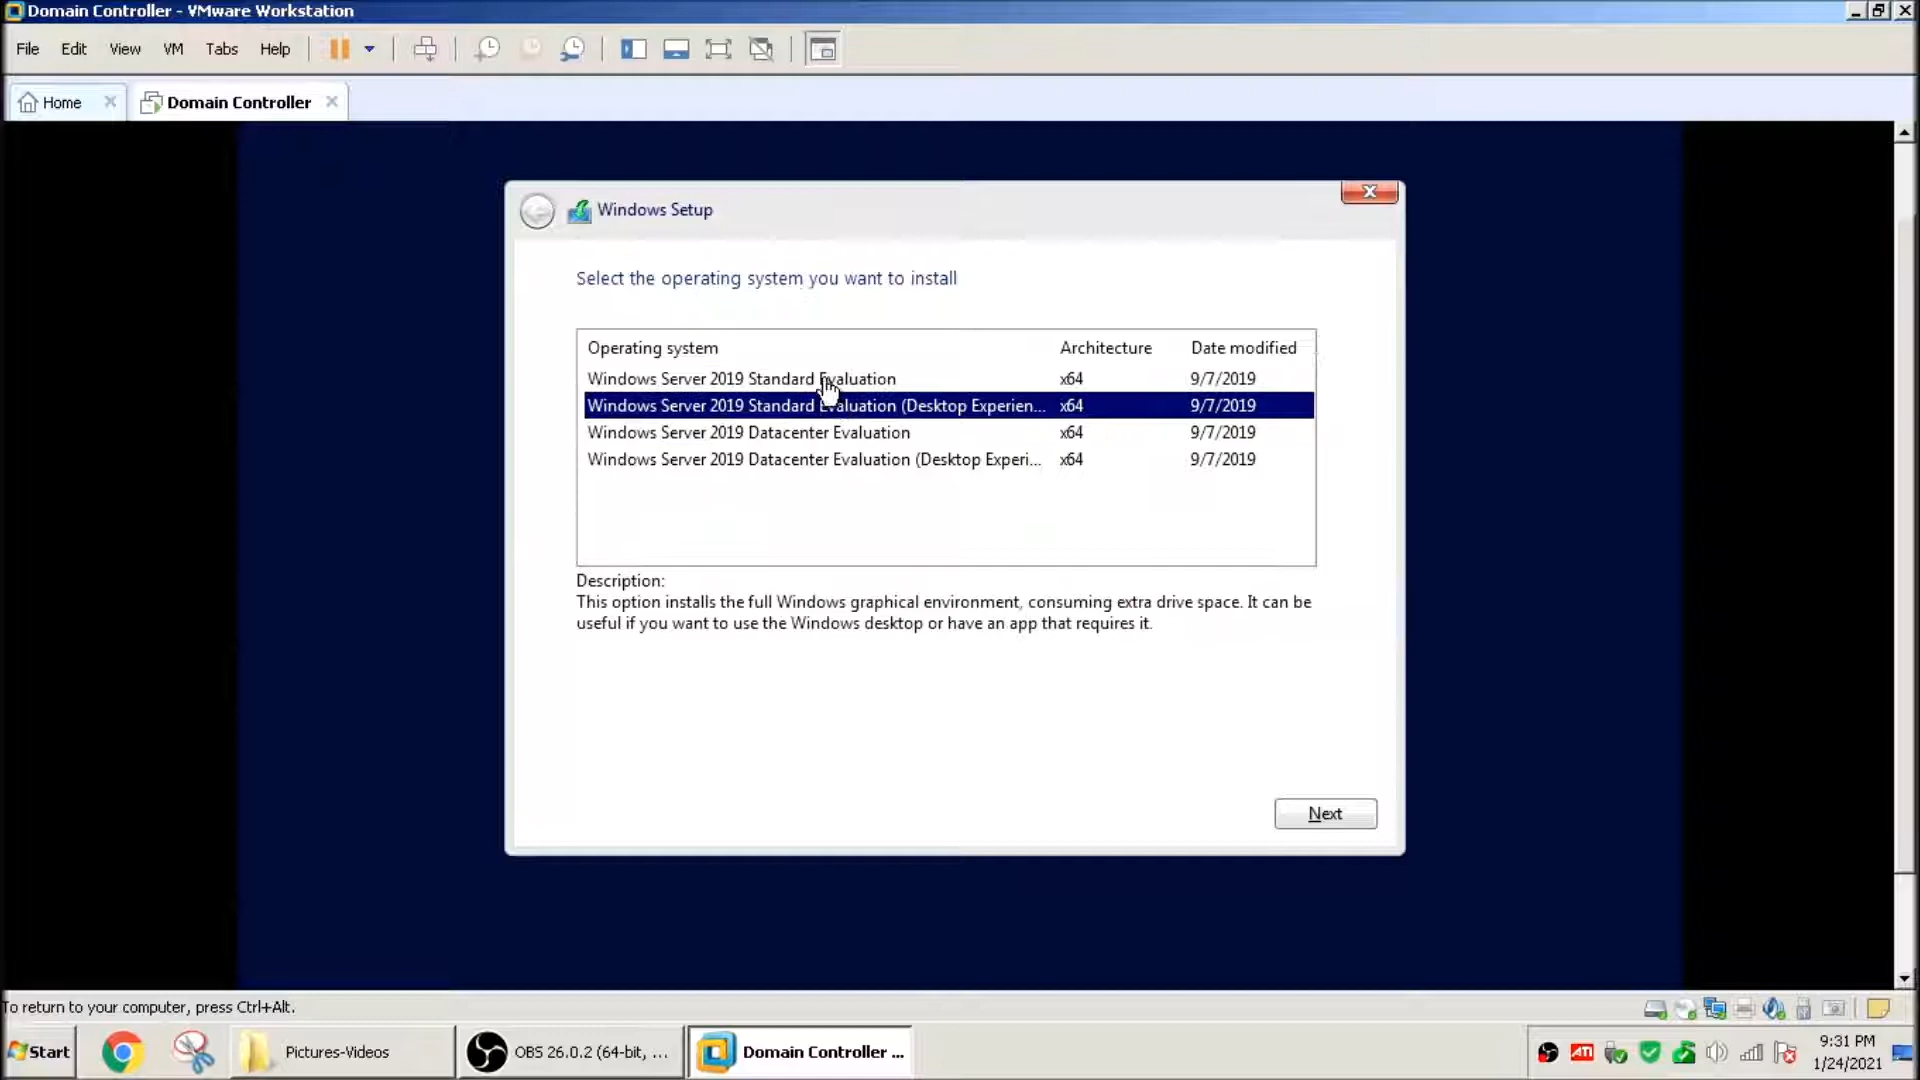 Domain Controller - VMware Workstation
File Edit View VM Tabs Help
Home Domain Controller
Windows Setup
Select the operating system you want to install
Operating system Architecture Date modified
Windows Server 2019 Standard Evaluation x64 9/7/2019
Windows Server 2019 Standard Evaluation (Desktop Experien... x64 9/7/2019
Windows Server 2019 Datacenter Evaluation x64 9/7/2019
Windows Server 2019 Datacenter Evaluation (Desktop Experi... x64 9/7/2019
Description:
This option installs the full Windows graphical environment, consuming extra drive space. It can be
useful if you want to use the Windows desktop or have an app that requires it.
Next
To return to your computer, press Ctrl+Alt.
Start Pictures-Videos OBS 26.0.2 (64-bit, ... Domain Controller ... ATI 9:31 PM
1/24/2021